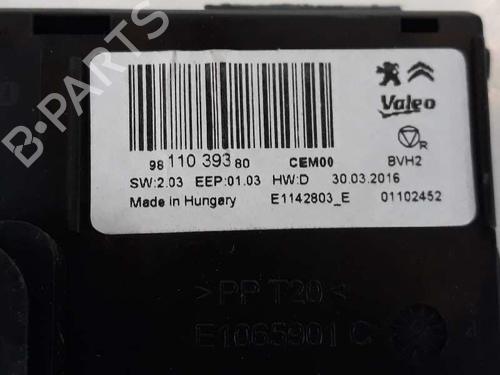 Valeo
R
98 110 393 80 CEM00 BVH2
SW:2.03 EEP:01.03 HW:D 30.03.2016
Made in Hungary E1142803_E 01102452
>PP T20<
E1065901 C
B-PARTS